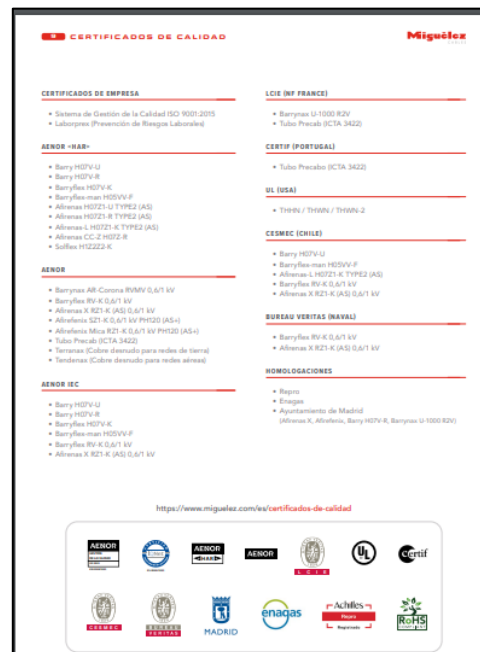 CERTIFICADOS DE CALIDAD
Miguélez
CERTIFICADOS DE EMPRESA
• Sistema de Gestión de la Calidad ISO 9001:2015
• Laborprex (Prevención de Riesgos Laborales)
AENOR <HAR>
• Barry H07V-U
• Barry H07V-R
• Barryflex H07V-K
• Barryflex-man H05VV-F
• Afirenas H07Z1-U TYPE2 (AS)
• Afirenas H07Z1-R TYPE2 (AS)
• Afirenas-L H07Z1-K TYPE2 (AS)
• Afirenas CC-Z H07Z-R
• Solflex H1Z2Z2-K
AENOR
• Barrynax AR-Corona RVMV 0,6/1 kV
• Barryflex RV-K 0,6/1 kV
• Afirenas X RZ1-K (AS) 0,6/1 kV
• Afirefenix SZ1-K 0,6/1 kV PH120 (AS+)
• Afirefenix Mica RZ1-K 0,6/1 kV PH120 (AS+)
• Tubo Precab (ICTA 3422)
• Terranax (Cobre desnudo para redes de tierra)
• Tendenax (Cobre desnudo para redes aéreas)
AENOR IEC
• Barry H07V-U
• Barry H07V-R
• Barryflex H07V-K
• Barryflex-man H05VV-F
• Barryflex RV-K 0,6/1 kV
• Afirenas X RZ1-K (AS) 0,6/1 kV
LCIE (NF FRANCE)
• Barrynax U-1000 R2V
• Tubo Precab (ICTA 3422)
CERTIF (PORTUGAL)
• Tubo Precabo (ICTA 3422)
UL (USA)
• THHN / THWN / THWN-2
CESMEC (CHILE)
• Barry H07V-U
• Barryflex-man H05VV-F
• Afirenas-L H07Z1-K TYPE2 (AS)
• Barryflex RV-K 0,6/1 kV
• Afirenas X RZ1-K (AS) 0,6/1 kV
BUREAU VERITAS (NAVAL)
• Barryflex RV-K 0,6/1 kV
• Afirenas X RZ1-K (AS) 0,6/1 kV
HOMOLOGACIONES
• Repro
• Enagas
• Ayuntamiento de Madrid
(Afirenas X, Afirefenix, Barry H07V-R, Barrynax U-1000 R2V)
https://www.miguelez.com/es/certificados-de-calidad
AENOR
AENOR
<HAR>
AENOR
LCIE
UL
Certif
CESMEC
BUREAU
VERITAS
MADRID
enagas
Achilles
Repro
Registrado
RoHS